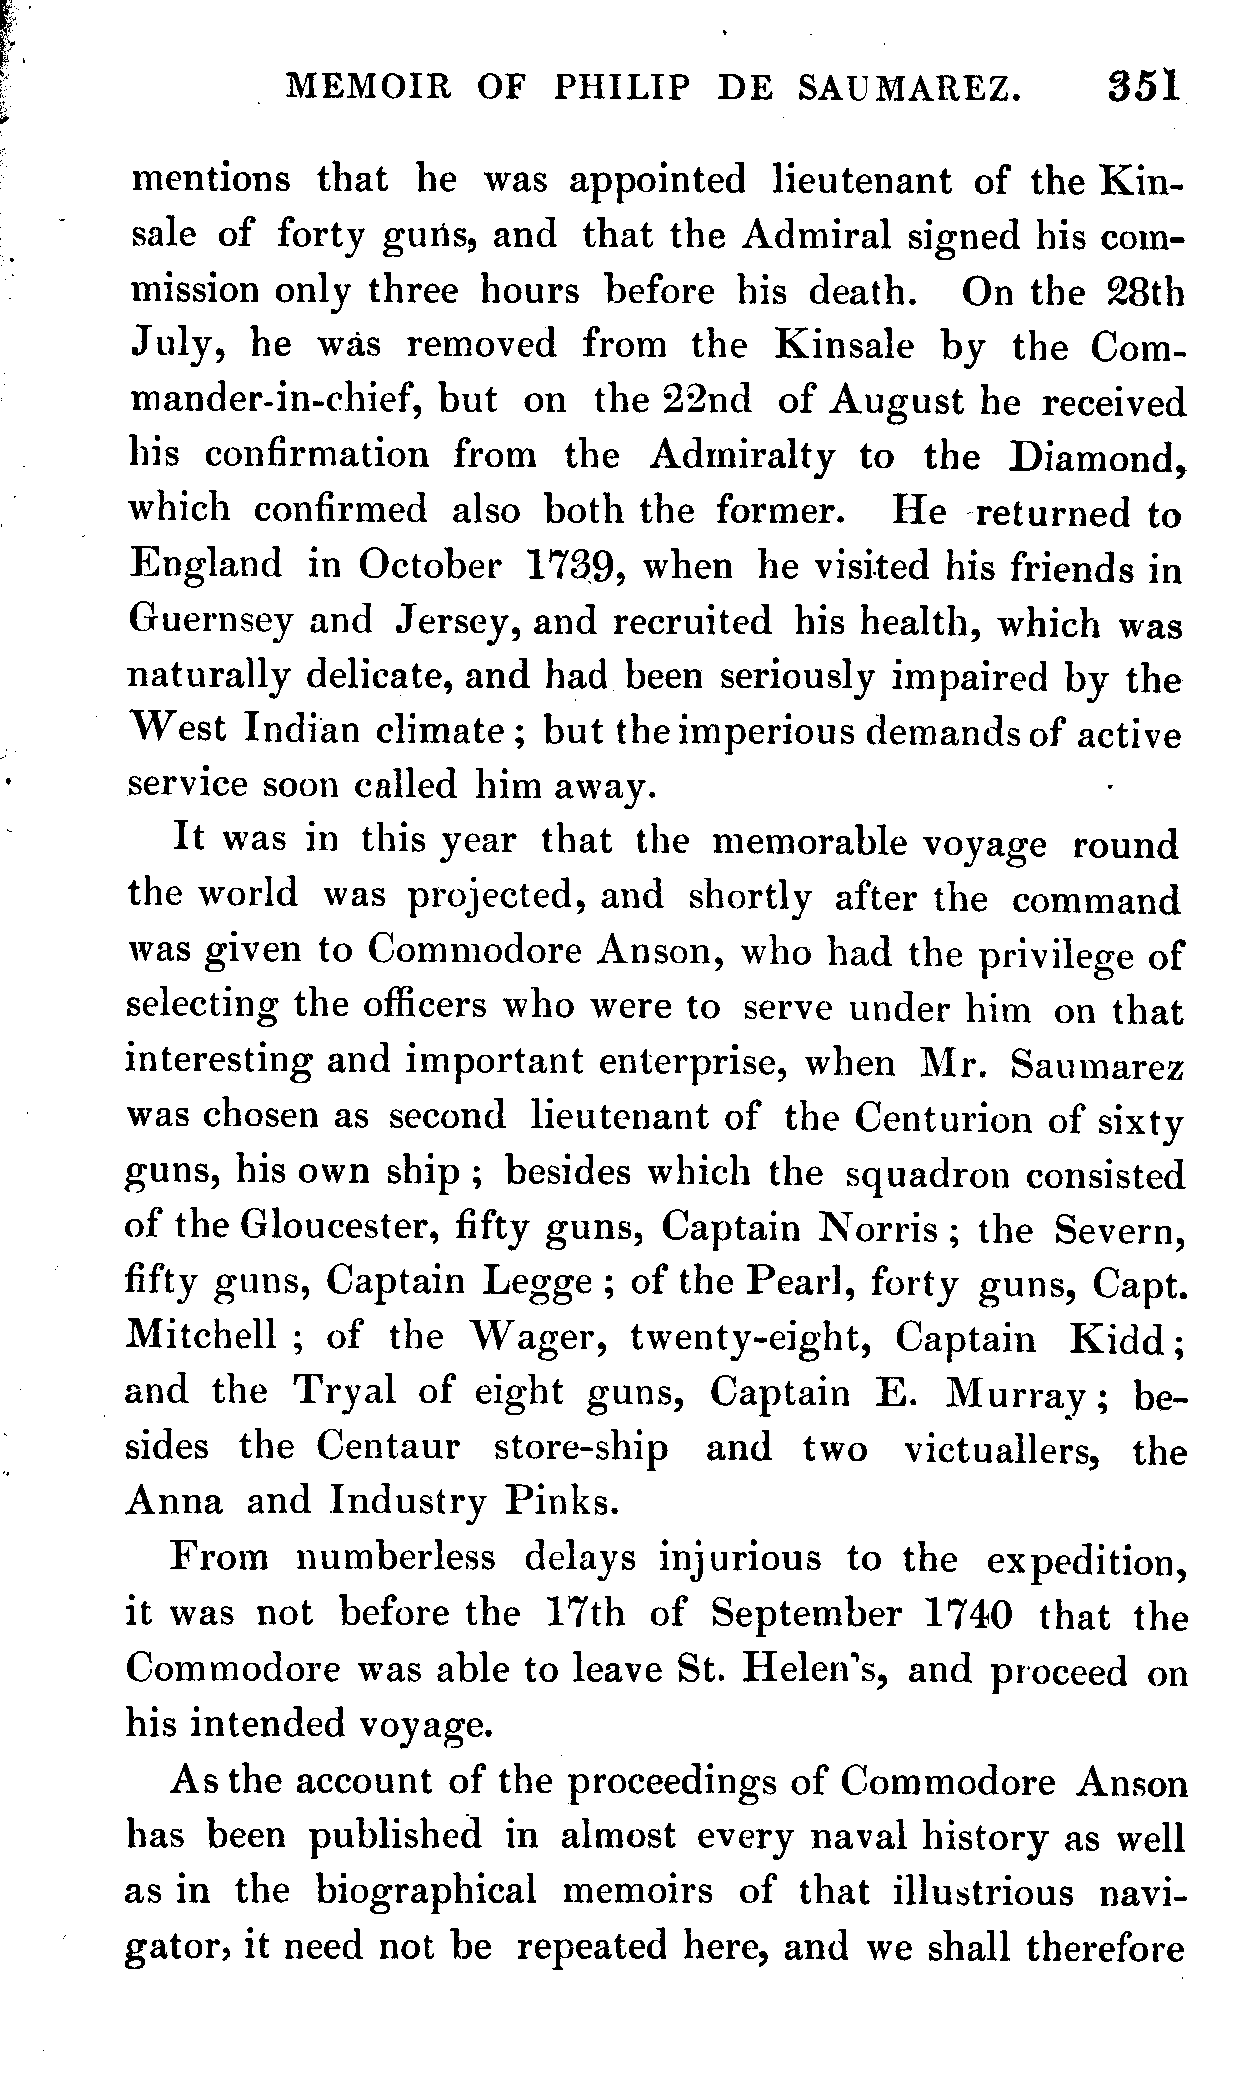 MEMOIR OF PHILIP DE SAUMAREZ. 351
mentions that he was appointed lieutenant of the Kin-
sale of forty guns, and that the Admiral signed his com-
mission only three hours before his death. On the 28th
July, he was removed from the Kinsale by the Com-
mander-in-chief, but on the 22nd of August he received
his confirmation from the Admiralty to the Diamond,
which confirmed also both the former. He returned to
England in October 1739, when he visited his friends in
Guernsey and Jersey, and recruited his health, which was
naturally delicate, and had been seriously impaired by the
West Indian climate; but the imperious demands of active
service soon called him away.
It was in this year that the memorable voyage round
the world was projected, and shortly after the command
was given to Commodore Anson, who had the privilege of
selecting the officers who were to serve under him on that
interesting and important enterprise, when Mr. Saumarez
was chosen as second lieutenant of the Centurion of sixty
guns, his own ship; besides which the squadron consisted
of the Gloucester, fifty guns, Captain Norris; the Severn,
fifty guns, Captain Legge; of the Pearl, forty guns, Capt.
Mitchell; of the Wager, twenty-eight, Captain Kidd;
and the Tryal of eight guns, Captain E. Murray; be-
sides the Centaur store-ship and two victuallers, the
Anna and Industry Pinks.
From numberless delays injurious to the expedition,
it was not before the 17th of September 1740 that the
Commodore was able to leave St. Helen's, and proceed on
his intended voyage.
As the account of the proceedings of Commodore Anson
has been published in almost every naval history as well
as in the biographical memoirs of that illustrious navi-
gator, it need not be repeated here, and we shall therefore